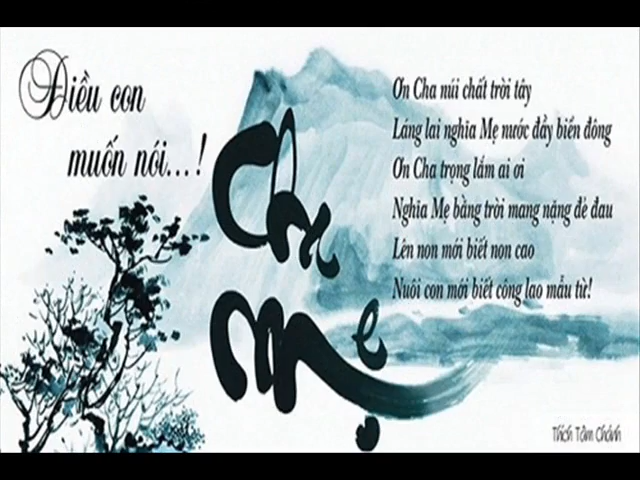 Điều con
muốn nói...!
Cha
Mẹ
Ơn Cha núi chất trời tây
Láng lai nghĩa Mẹ nước đầy biển đông
Ơn Cha trọng lắm ai ơi
Nghĩa Mẹ bằng trời mang nặng đẻ đau
Lên non mới biết non cao
Nuôi con mới biết công lao mẫu từ!
Thích Tâm Chánh